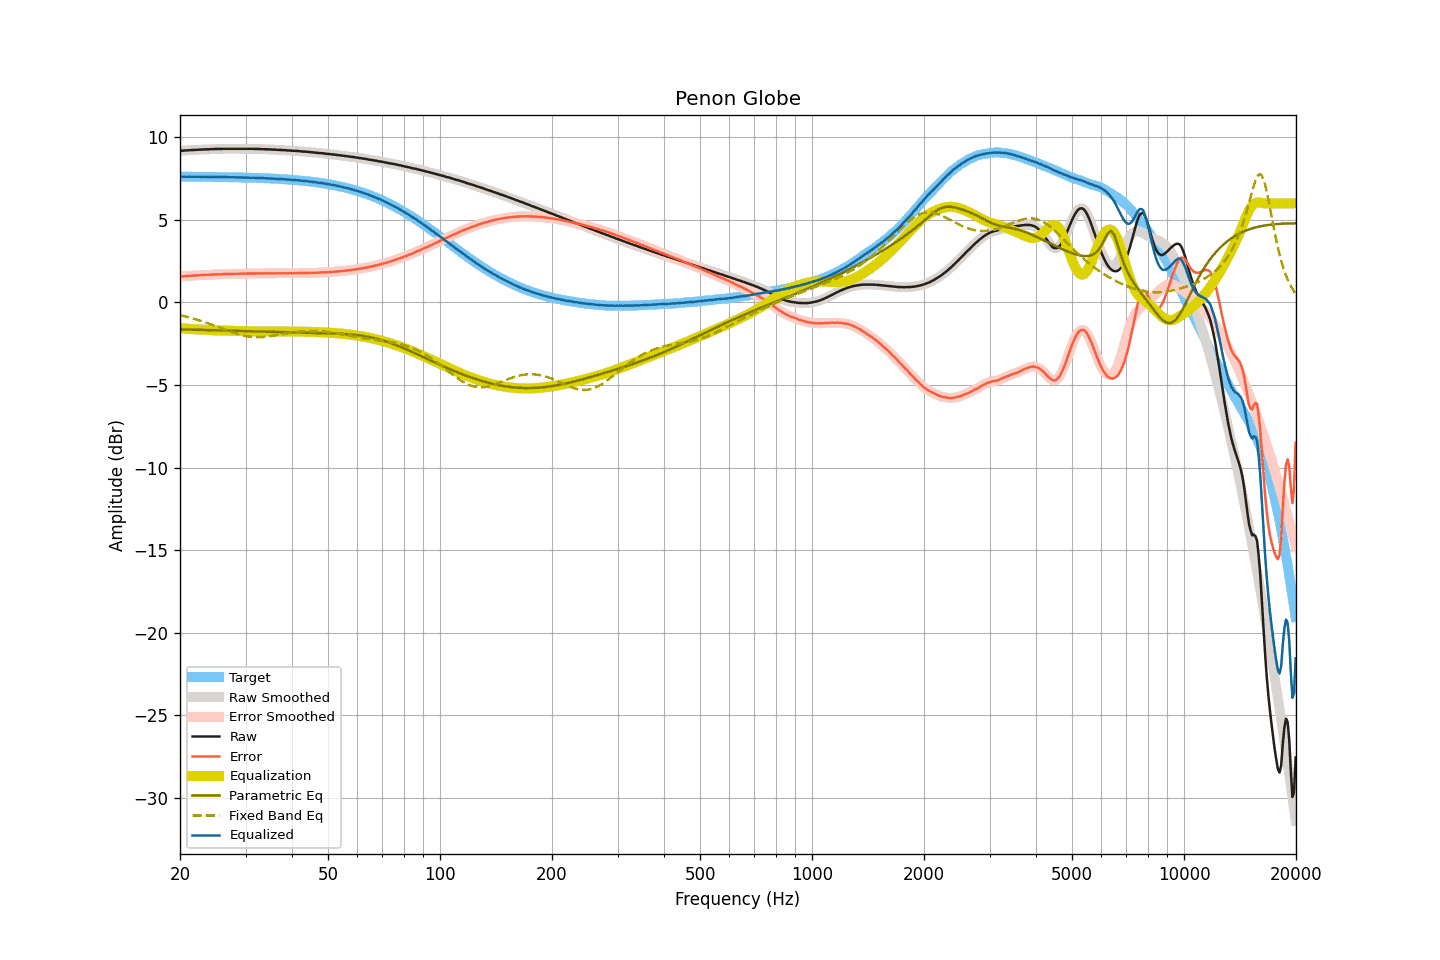 Penon Globe
10
5
0
−5
−10
−15
−20
−25
−30
Amplitude (dBr)
Target
Raw Smoothed
Error Smoothed
Raw
Error
Equalization
Parametric Eq
Fixed Band Eq
Equalized
20 50 100 200 500 1000 2000 5000 10000 20000
Frequency (Hz)